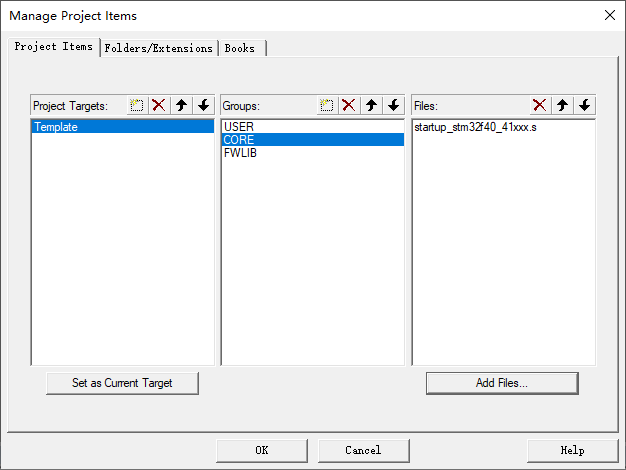 Manage Project Items
Project Items Folders/Extensions Books
Project Targets: Groups: Files:
Template USER startup_stm32f40_41xxx.s
CORE
FWLIB
Set as Current Target Add Files...
OK Cancel Help